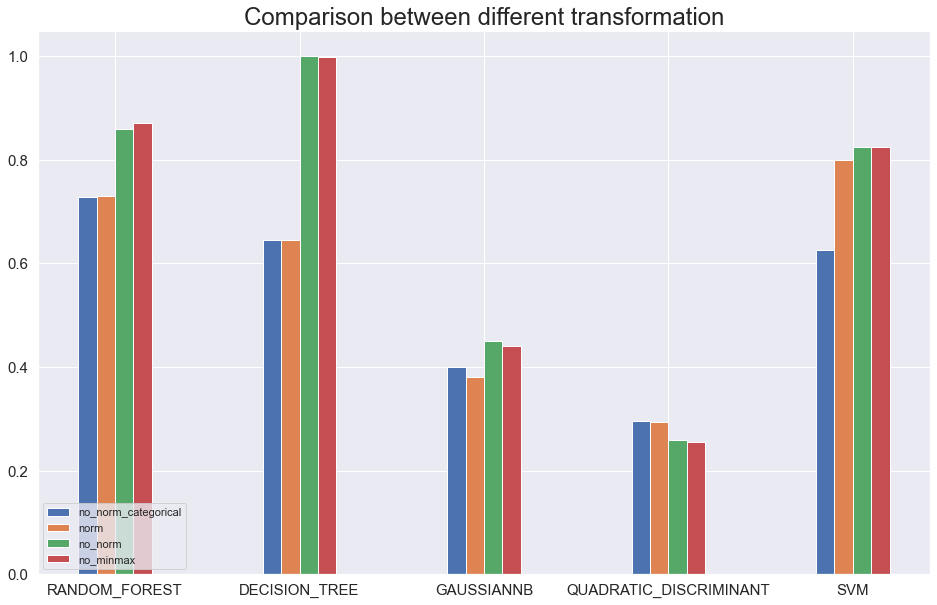 Comparison between different transformation
1.0
0.8
0.6
0.4
0.2
0.0
no_norm_categorical
norm
no_norm
no_minmax
RANDOM_FOREST DECISION_TREE GAUSSIANNB QUADRATIC_DISCRIMINANT SVM